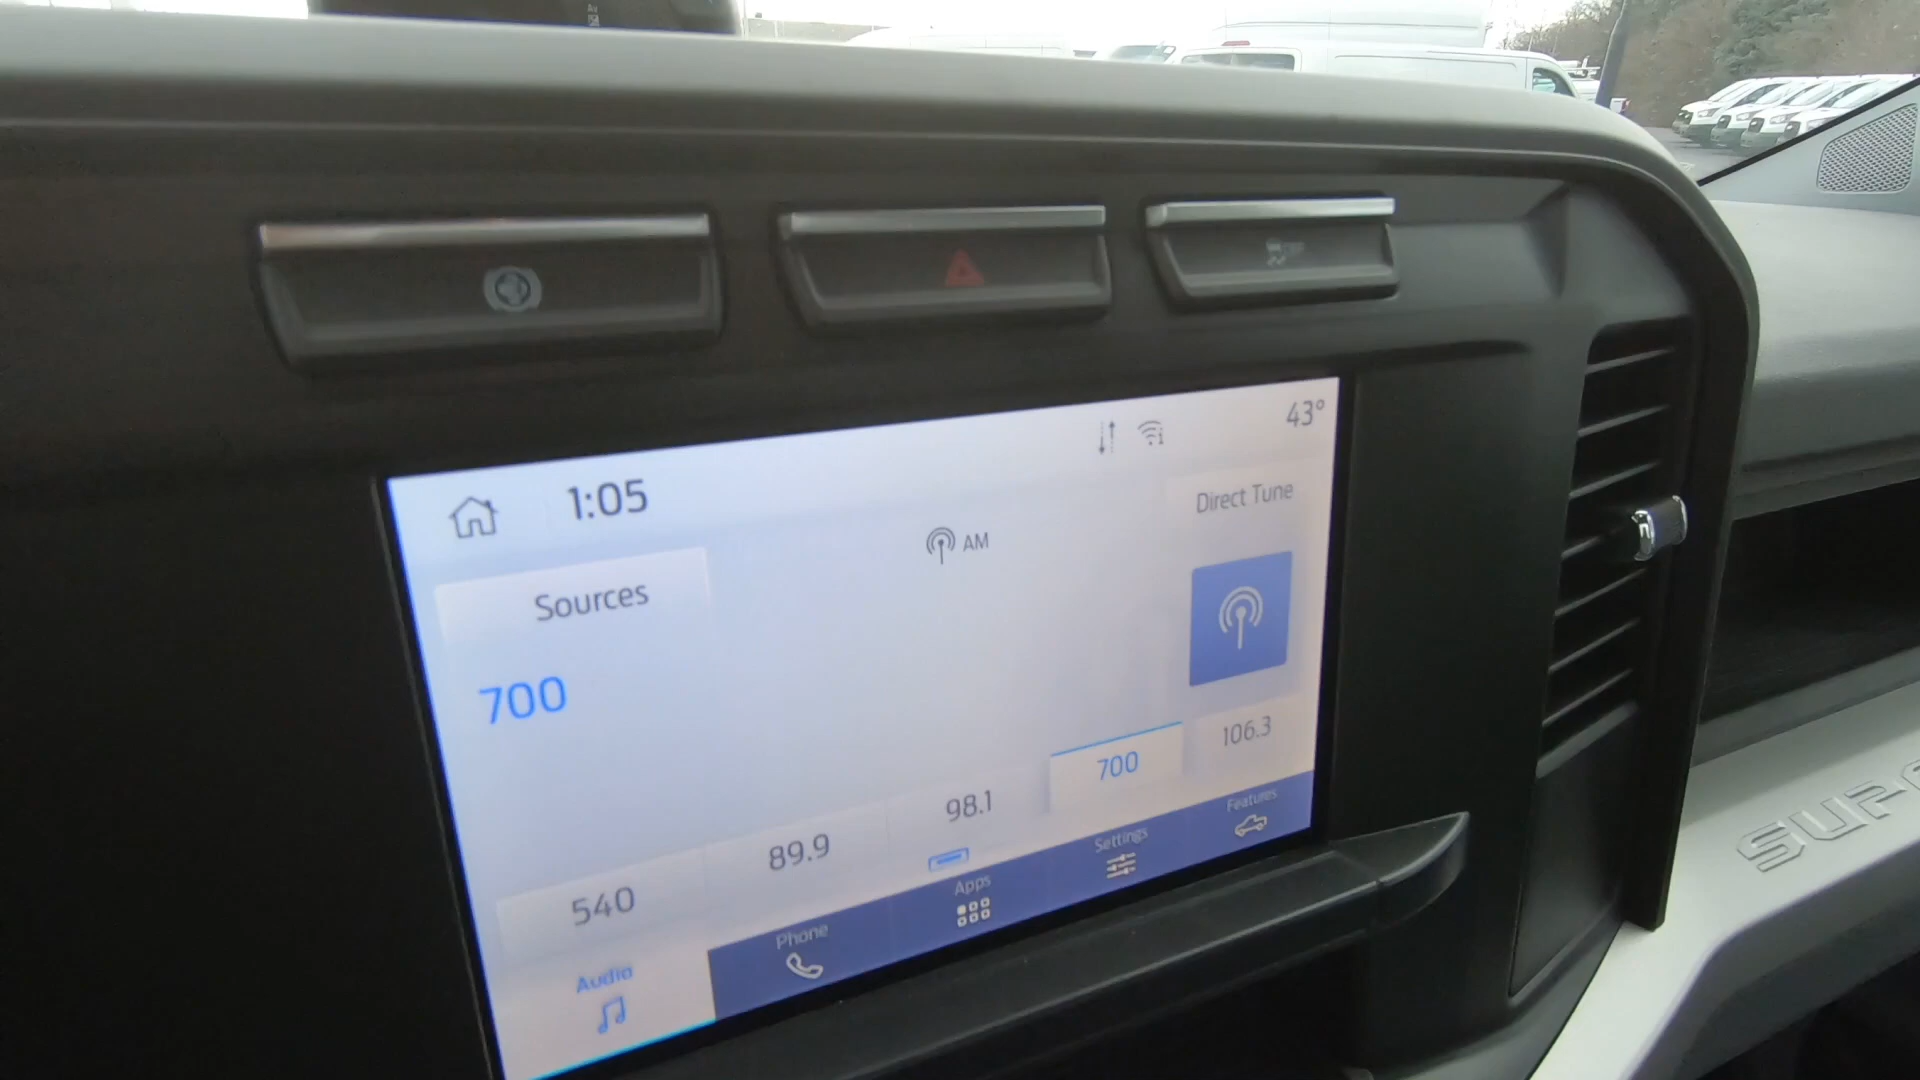 43°
1:05
Direct Tune
AM
Sources
700
540
89.9
98.1
700
106.3
Audio
Phone
Apps
Settings
Features